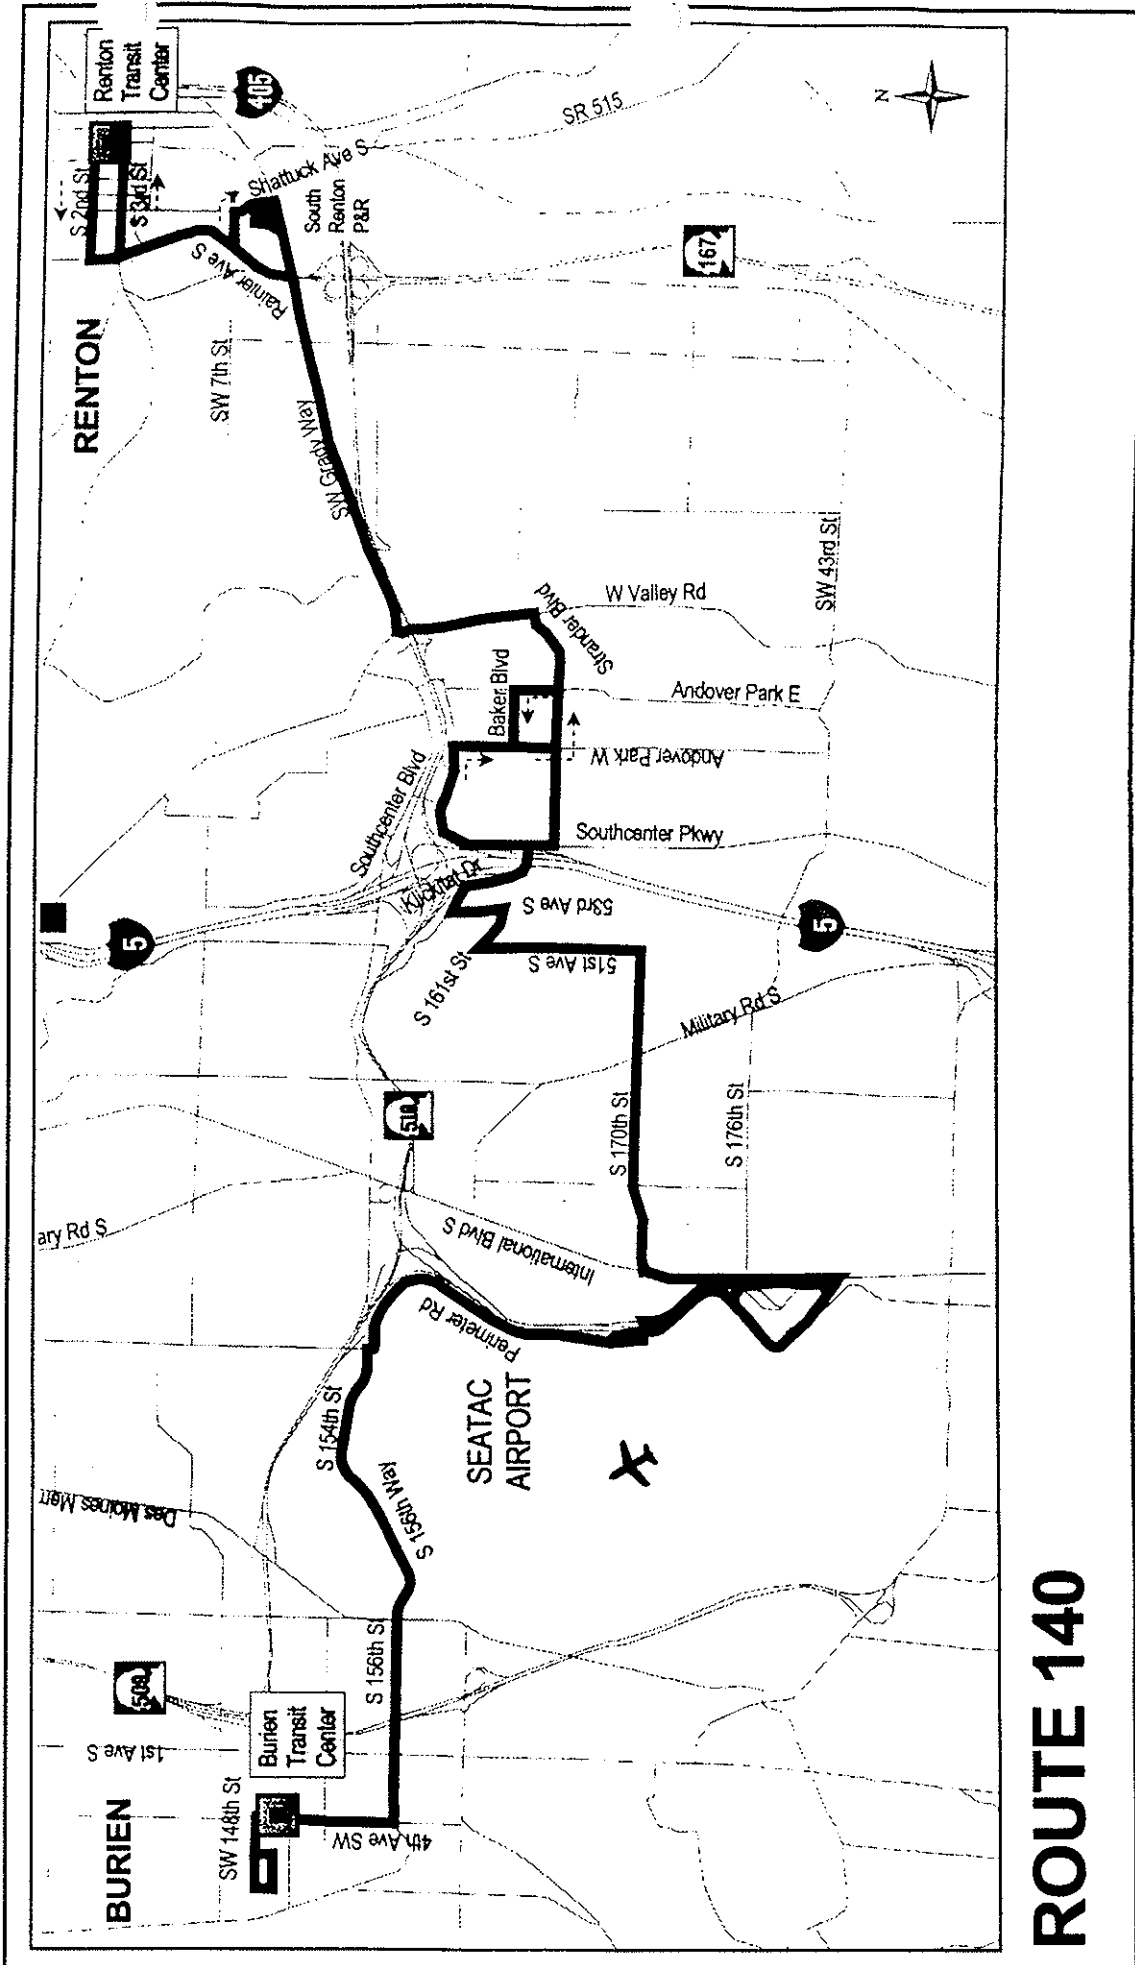 BURIEN
SW 148th St
4th Ave SW
1st Ave S
509
Burien
Transit
Center
S 156th St
S 156th Way
S 154th St
SEATAC
AIRPORT
Perimeter Rd
International Blvd S
ary Rd S
518
S 170th St
S 176th St
Military Rd S
51st Ave S
S 161st St
53rd Ave S
Klickitat Dr
5
5
Southcenter Blvd
Southcenter Pkwy
Andover Park W
Andover Park E
Baker Blvd
Strander Blvd
W Valley Rd
SW 43rd St
SW Grady Way
SW 7th St
RENTON
Rainier Ave S
S 2nd St
S 3rd St
Shattuck Ave S
South
Renton
P&R
Renton
Transit
Center
405
167
SR 515
N
ROUTE 140